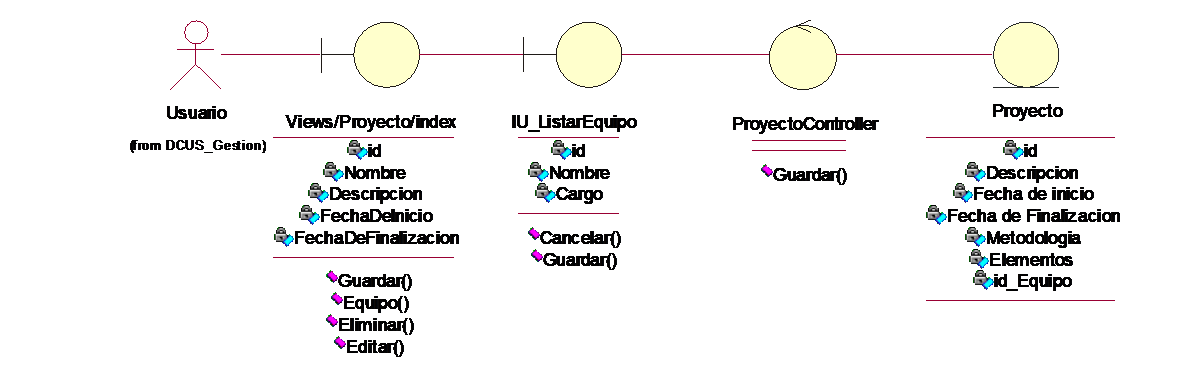 Usuario
(from DCUS_Gestion)
Views/Proyecto/index
id
Nombre
Descripcion
FechaDeInicio
FechaDeFinalizacion
Guardar()
Equipo()
Eliminar()
Editar()
IU_ListarEquipo
id
Nombre
Cargo
Cancelar()
Guardar()
ProyectoController
Guardar()
Proyecto
id
Descripcion
Fecha de inicio
Fecha de Finalizacion
Metodologia
Elementos
id_Equipo